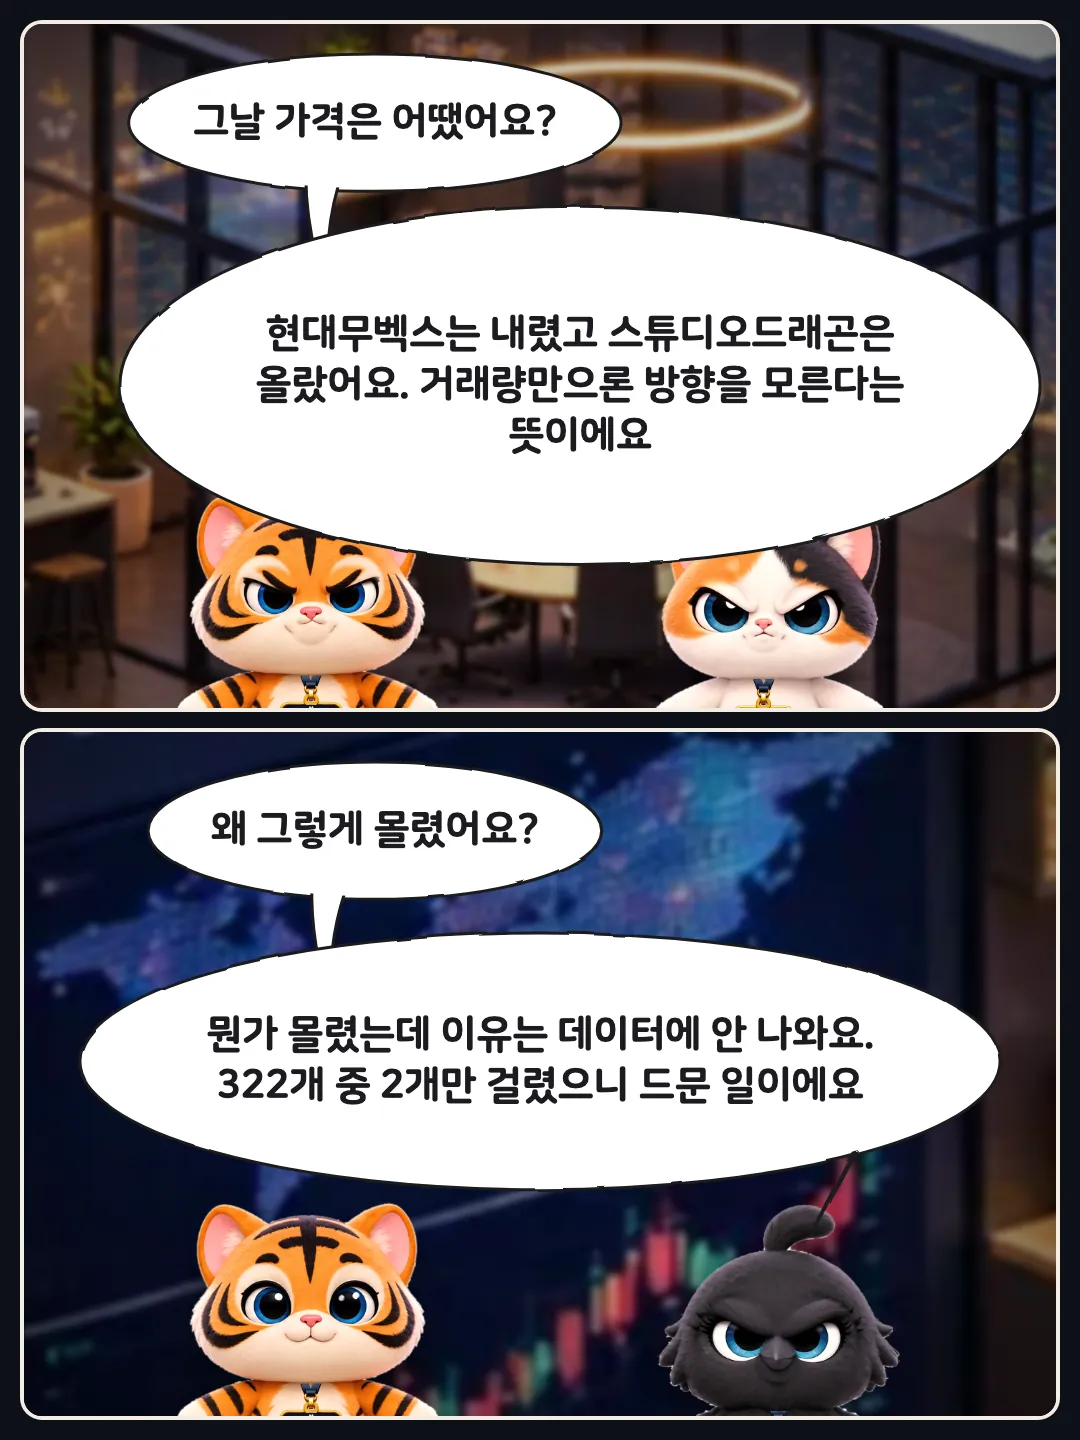 그날 가격은 어땠어요?
현대무벡스는 내렸고 스튜디오드래곤은
올랐어요. 거래량만으론 방향을 모른다는
뜻이에요
왜 그렇게 몰렸어요?
뭔가 몰렸는데 이유는 데이터에 안 나와요.
322개 중 2개만 걸렸으니 드문 일이에요